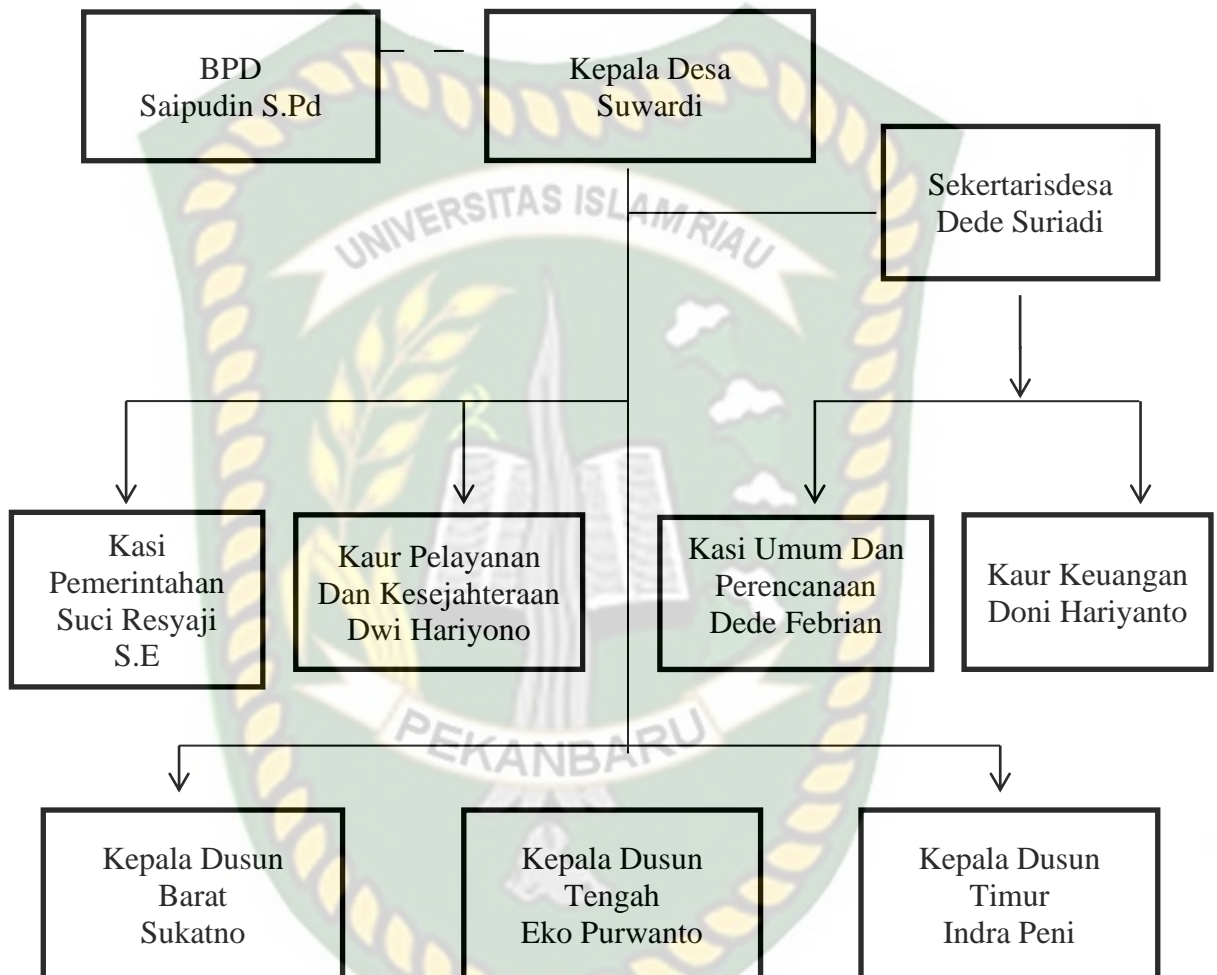 BPD
Saipudin S.Pd
Kepala Desa
Suwardi
Sekertarisdesa
Dede Suriadi
UNIVERSITAS ISLAM RIAU
Kasi
Pemerintahan
Suci Resyaji
S.E
Kaur Pelayanan
Dan Kesejahteraan
Dwi Hariyono
Kasi Umum Dan
Perencanaan
Dede Febrian
Kaur Keuangan
Doni Hariyanto
PEKANBARU
Kepala Dusun
Barat
Sukatno
Kepala Dusun
Tengah
Eko Purwanto
Kepala Dusun
Timur
Indra Peni